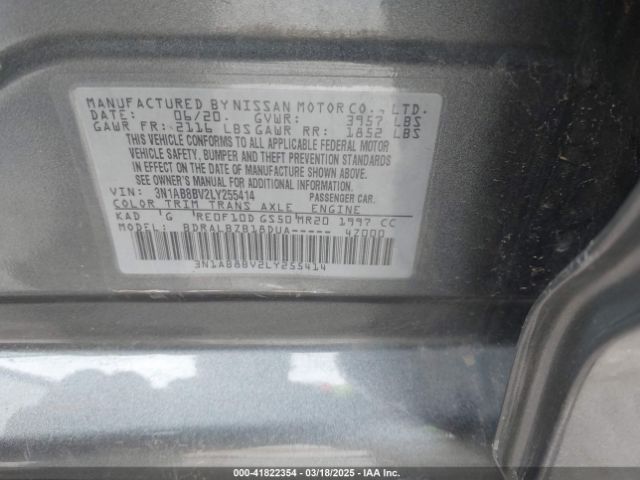 MANUFACTURED BY NISSAN MOTOR CO., LTD.
DATE: 06/20. GVWR: 3957 LBS
GAWR FR: 2116 LBS GAWR RR: 1852 LBS
THIS VEHICLE CONFORMS TO ALL APPLICABLE FEDERAL MOTOR
VEHICLE SAFETY, BUMPER AND THEFT PREVENTION STANDARDS
IN EFFECT ON THE DATE OF MANUFACTURE SHOWN ABOVE.
SEE OWNER'S MANUAL FOR ADDITIONAL INFORMATION.
VIN: 3N1AB8BV2LY255414 PASSENGER CAR.
COLOR TRIM TRANS AXLE ENGINE
KAD G RE0F10D GS50 MR20 1997 CC
MODEL: BDRALBZB18DUA----- 4Z000
3N1AB8BV2LY255414
000-41822354 | 03/18/2025 | IAA Inc.